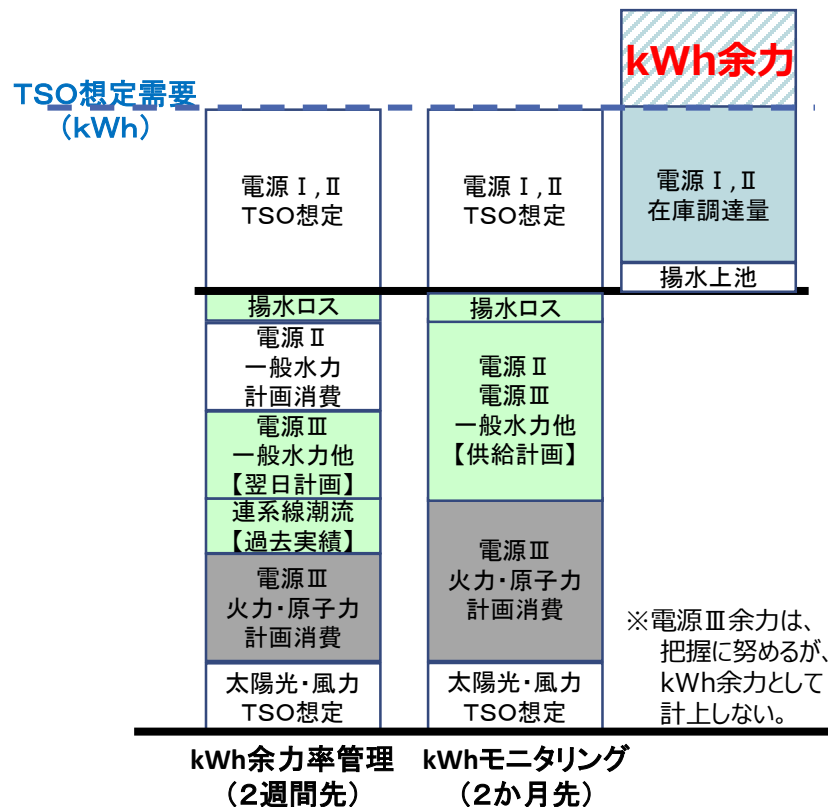 kWh余力
TSO想定需要
（kWh）
電源Ⅰ,Ⅱ
TSO想定
電源Ⅰ,Ⅱ
TSO想定
電源Ⅰ,Ⅱ
在庫調達量
揚水上池
揚水ロス
電源Ⅱ
一般水力
計画消費
電源Ⅲ
一般水力他
【翌日計画】
連系線潮流
【過去実績】
電源Ⅲ
火力・原子力
計画消費
太陽光・風力
TSO想定
揚水ロス
電源Ⅱ
電源Ⅲ
一般水力他
【供給計画】
電源Ⅲ
火力・原子力
計画消費
太陽光・風力
TSO想定
※電源Ⅲ余力は、
把握に努めるが、
kWh余力として
計上しない。
kWh余力率管理
（２週間先）
kWhモニタリング
（２か月先）